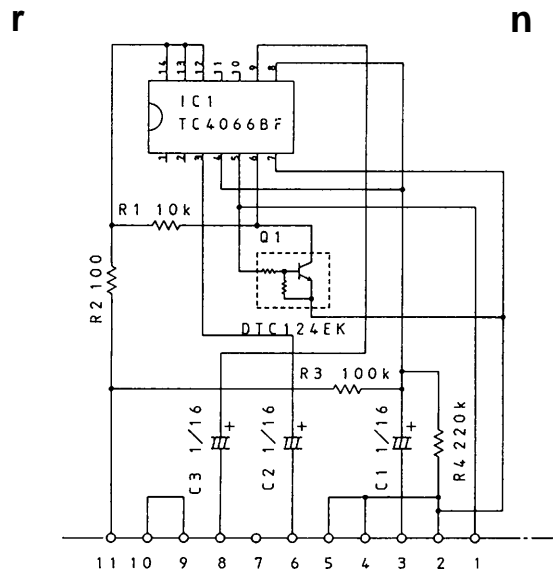 r n
14 13 12 11 10 9 8
IC1
TC4066BF
1 2 3 4 5 6 7
R1 10k
Q1
R2 100
DTC124EK
R3 100k
C3 1/16
C2 1/16
C1 1/16
R4 220k
+ + +
11 10 9 8 7 6 5 4 3 2 1